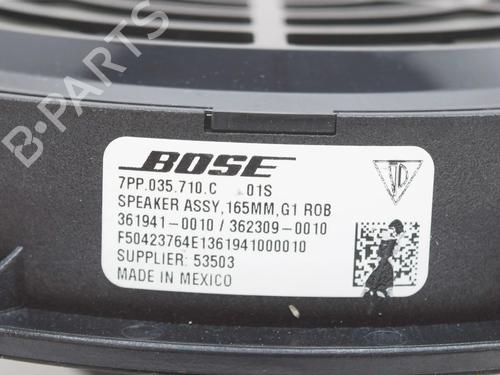 BOSE
7PP.035.710.C 01S
SPEAKER ASSY,165MM,G1 ROB
361941-0010 / 362309-0010
F50423764E1361941000010
SUPPLIER: 53503
MADE IN MEXICO
B-PARTS